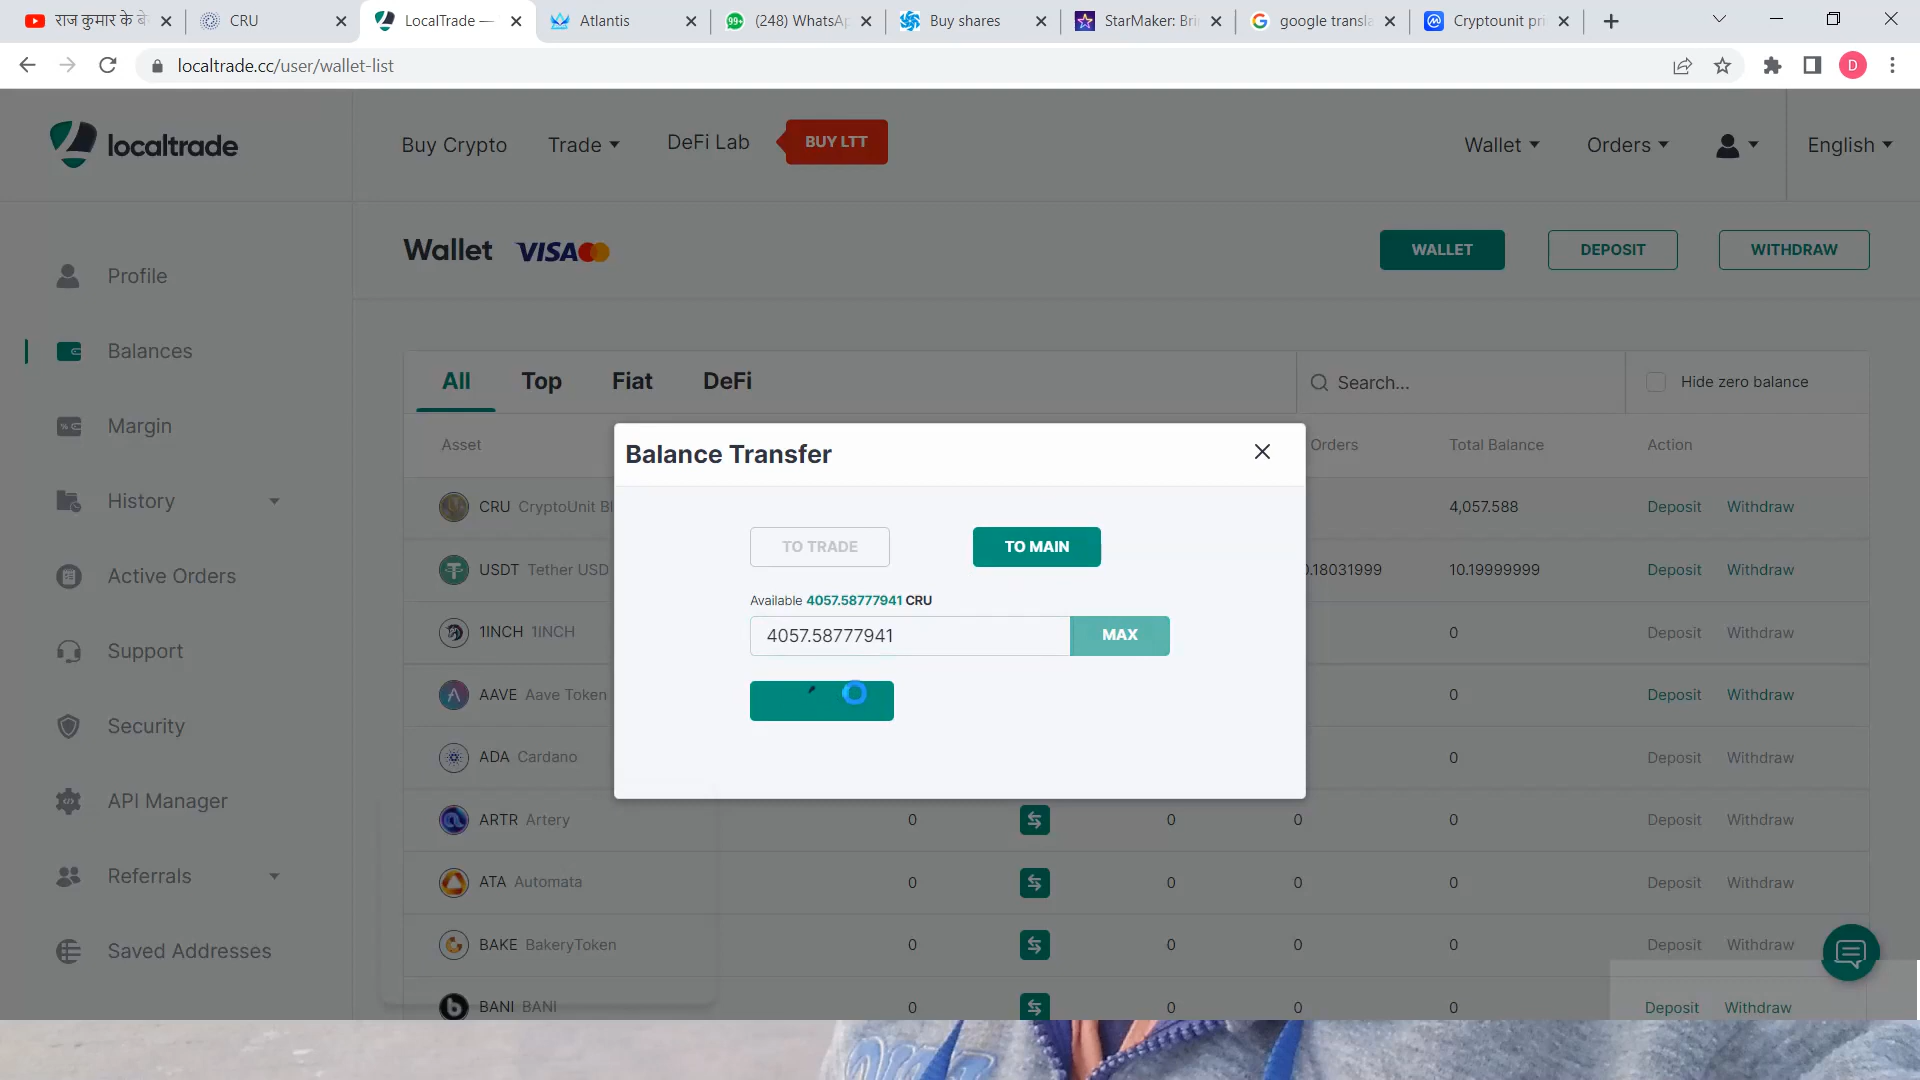 राज कुमार के बे
CRU
LocalTrade —
Atlantis
99+
(248) WhatsAp
Buy shares
StarMaker: Bri
google transla
Cryptounit pri
localtrade.cc/user/wallet-list
D
localtrade
Buy Crypto
Trade
DeFi Lab
BUY LTT
Wallet
Orders
English
Wallet
VISA
WALLET
DEPOSIT
WITHDRAW
Profile
Balances
Margin
History
Active Orders
Support
Security
API Manager
Referrals
Saved Addresses
All
Top
Fiat
DeFi
Search...
Hide zero balance
Asset
Orders
Total Balance
Action
Balance Transfer
TO TRADE
TO MAIN
Available 4057.58777941 CRU
4057.58777941
MAX
CRU CryptoUnit Bl 4,057.588 Deposit Withdraw
USDT Tether USD 0.18031999 10.19999999 Deposit Withdraw
1INCH 1INCH 0 Deposit Withdraw
AAVE Aave Token 0 Deposit Withdraw
ADA Cardano 0 Deposit Withdraw
ARTR Artery 0 0 0 0 Deposit Withdraw
ATA Automata 0 0 0 0 Deposit Withdraw
BAKE BakeryToken 0 0 0 0 Deposit Withdraw
BANI BANI 0 0 0 0 Deposit Withdraw